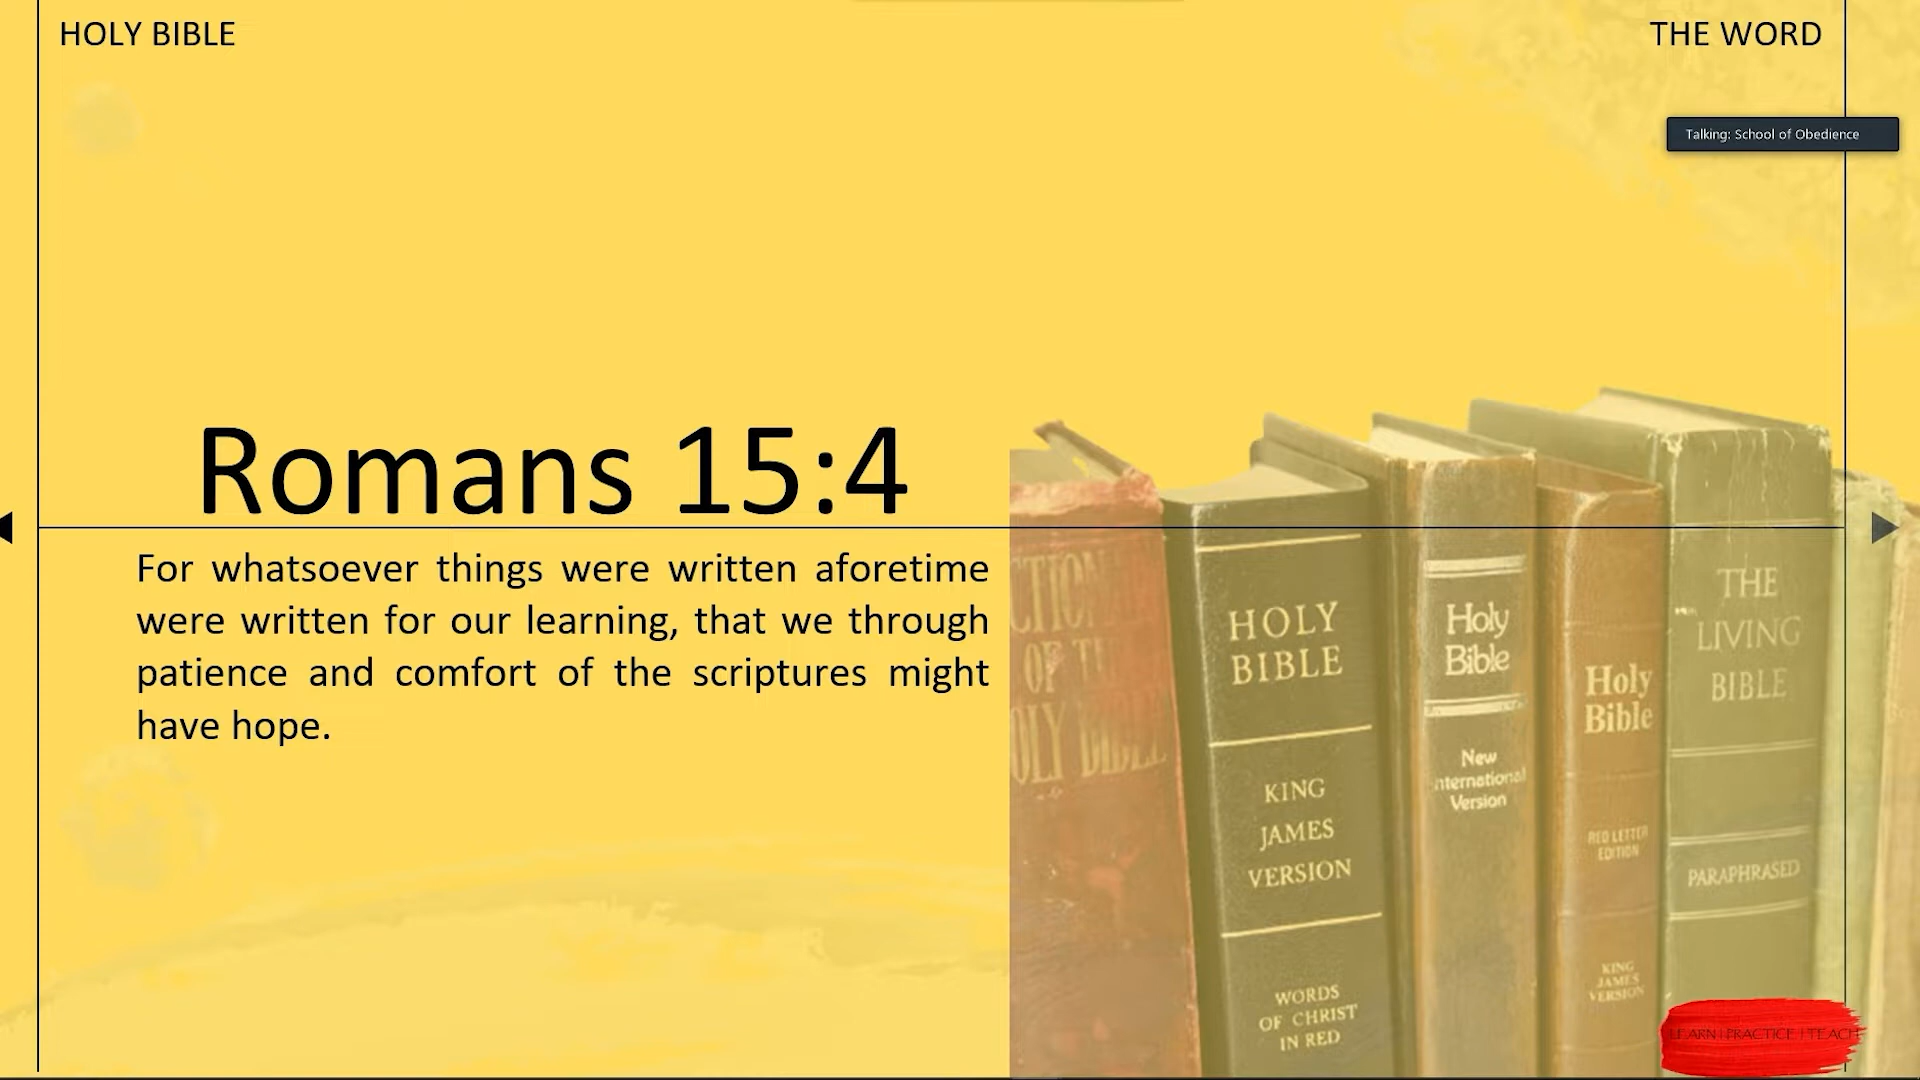 HOLY BIBLE
THE WORD
Talking: School of Obedience
Romans 15:4
For whatsoever things were written aforetime
were written for our learning, that we through
patience and comfort of the scriptures might
have hope.
OF
HOLY
BIBLE
KING
JAMES
VERSION
WORDS
OF CHRIST
IN RED
Holy
Bible
New
nternational
Version
Holy
Bible
RED LETTER
EDITION
KING
JAMES
VERSION
THE
LIVING
BIBLE
PARAPHRASED
LEARN | PRACTICE | TEACH